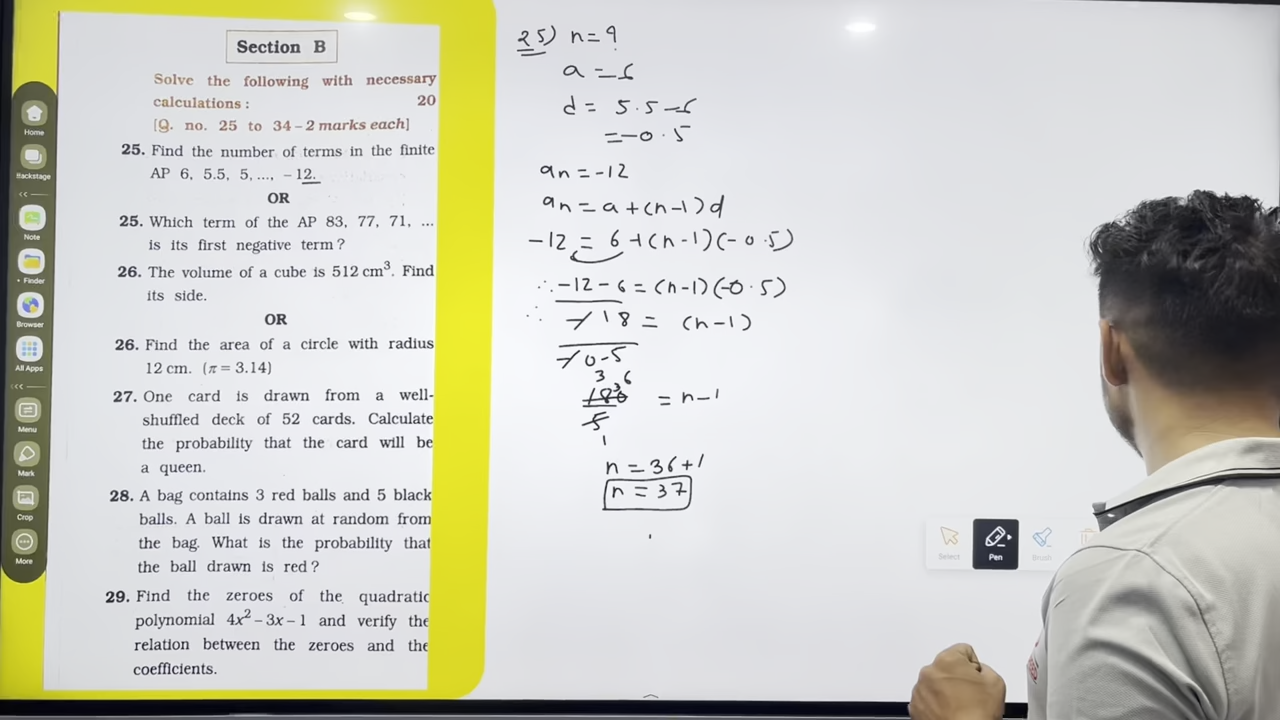 Section B
Solve the following with necessary
calculations : 20
[Q. no. 25 to 34 – 2 marks each]
25. Find the number of terms in the finite
AP 6, 5.5, 5, ..., – 12.
OR
25. Which term of the AP 83, 77, 71, ...
is its first negative term ?
26. The volume of a cube is 512 cm³. Find
its side.
OR
26. Find the area of a circle with radius
12 cm. (π = 3.14)
27. One card is drawn from a well-
shuffled deck of 52 cards. Calculate
the probability that the card will be
a queen.
28. A bag contains 3 red balls and 5 black
balls. A ball is drawn at random from
the bag. What is the probability that
the ball drawn is red ?
29. Find the zeroes of the quadratic
polynomial 4x² – 3x – 1 and verify the
relation between the zeroes and the
coefficients.
25) n = ?
a = 6
d = 5.5 – 6
= –0.5
an = –12
an = a + (n–1) d
–12 = 6 + (n–1)(–0.5)
∴ –12 – 6 = (n–1)(–0.5)
∴ –18 = (n–1)
–0.5
3 36
180 = n–1
5
1
n = 36+1
n = 37
Home
Backstage
Note
Finder
Browser
All Apps
Menu
Mark
Crop
More
Select
Pen
Brush